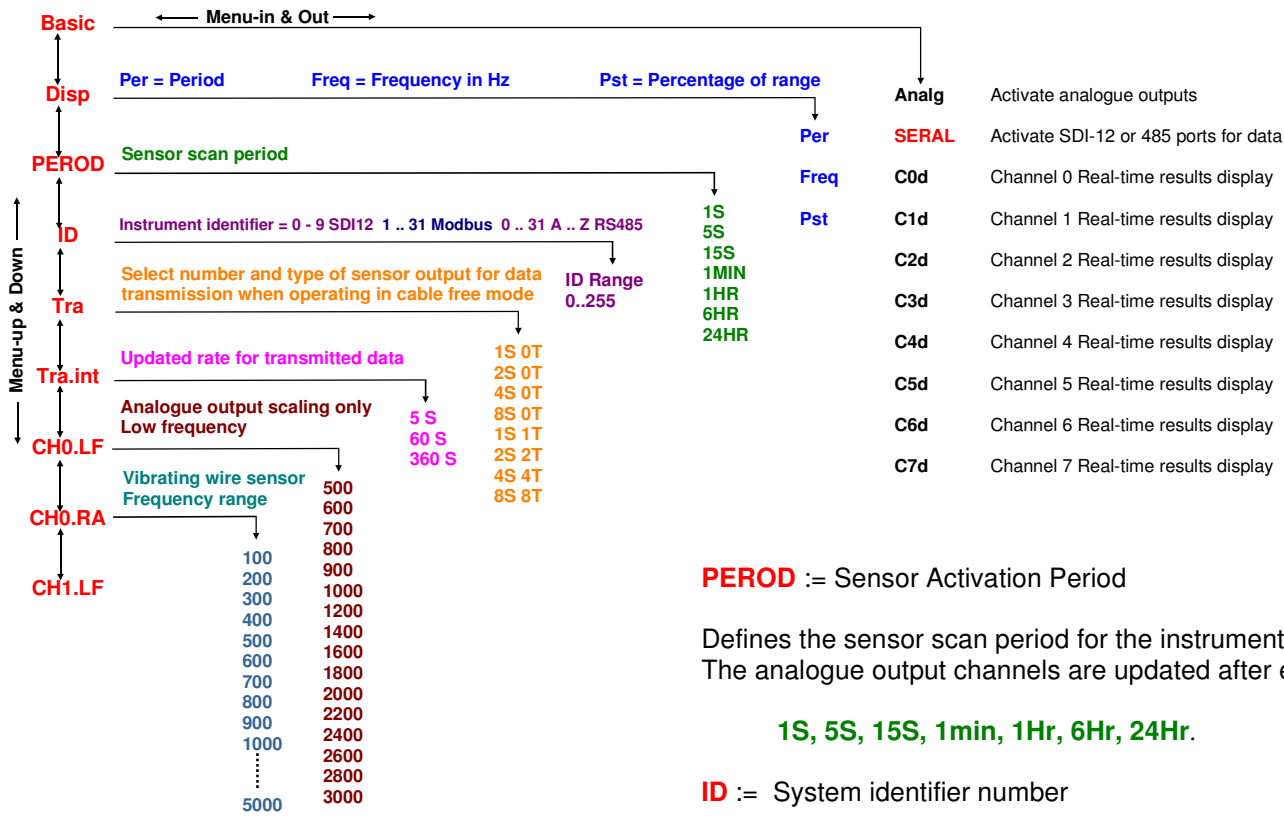 Basic
Menu-in & Out
Disp
Per = Period Freq = Frequency in Hz Pst = Percentage of range
PEROD
Sensor scan period
ID
Instrument identifier = 0 - 9 SDI12 1 .. 31 Modbus 0 .. 31 A .. Z RS485
Tra
Select number and type of sensor output for data
transmission when operating in cable free mode
Tra.int
Updated rate for transmitted data
CH0.LF
Analogue output scaling only
Low frequency
CH0.RA
Vibrating wire sensor
Frequency range
CH1.LF
Menu-up & Down
100
200
300
400
500
600
700
800
900
1000
5000
500
600
700
800
900
1000
1200
1400
1600
1800
2000
2200
2400
2600
2800
3000
5 S
60 S
360 S
1S 0T
2S 0T
4S 0T
8S 0T
1S 1T
2S 2T
4S 4T
8S 8T
ID Range
0..255
1S
5S
15S
1MIN
1HR
6HR
24HR
Per
Freq
Pst
Analg Activate analogue outputs
SERAL Activate SDI-12 or 485 ports for data
C0d Channel 0 Real-time results display
C1d Channel 1 Real-time results display
C2d Channel 2 Real-time results display
C3d Channel 3 Real-time results display
C4d Channel 4 Real-time results display
C5d Channel 5 Real-time results display
C6d Channel 6 Real-time results display
C7d Channel 7 Real-time results display
PEROD := Sensor Activation Period
Defines the sensor scan period for the instrument
The analogue output channels are updated after
1S, 5S, 15S, 1min, 1Hr, 6Hr, 24Hr.
ID := System identifier number